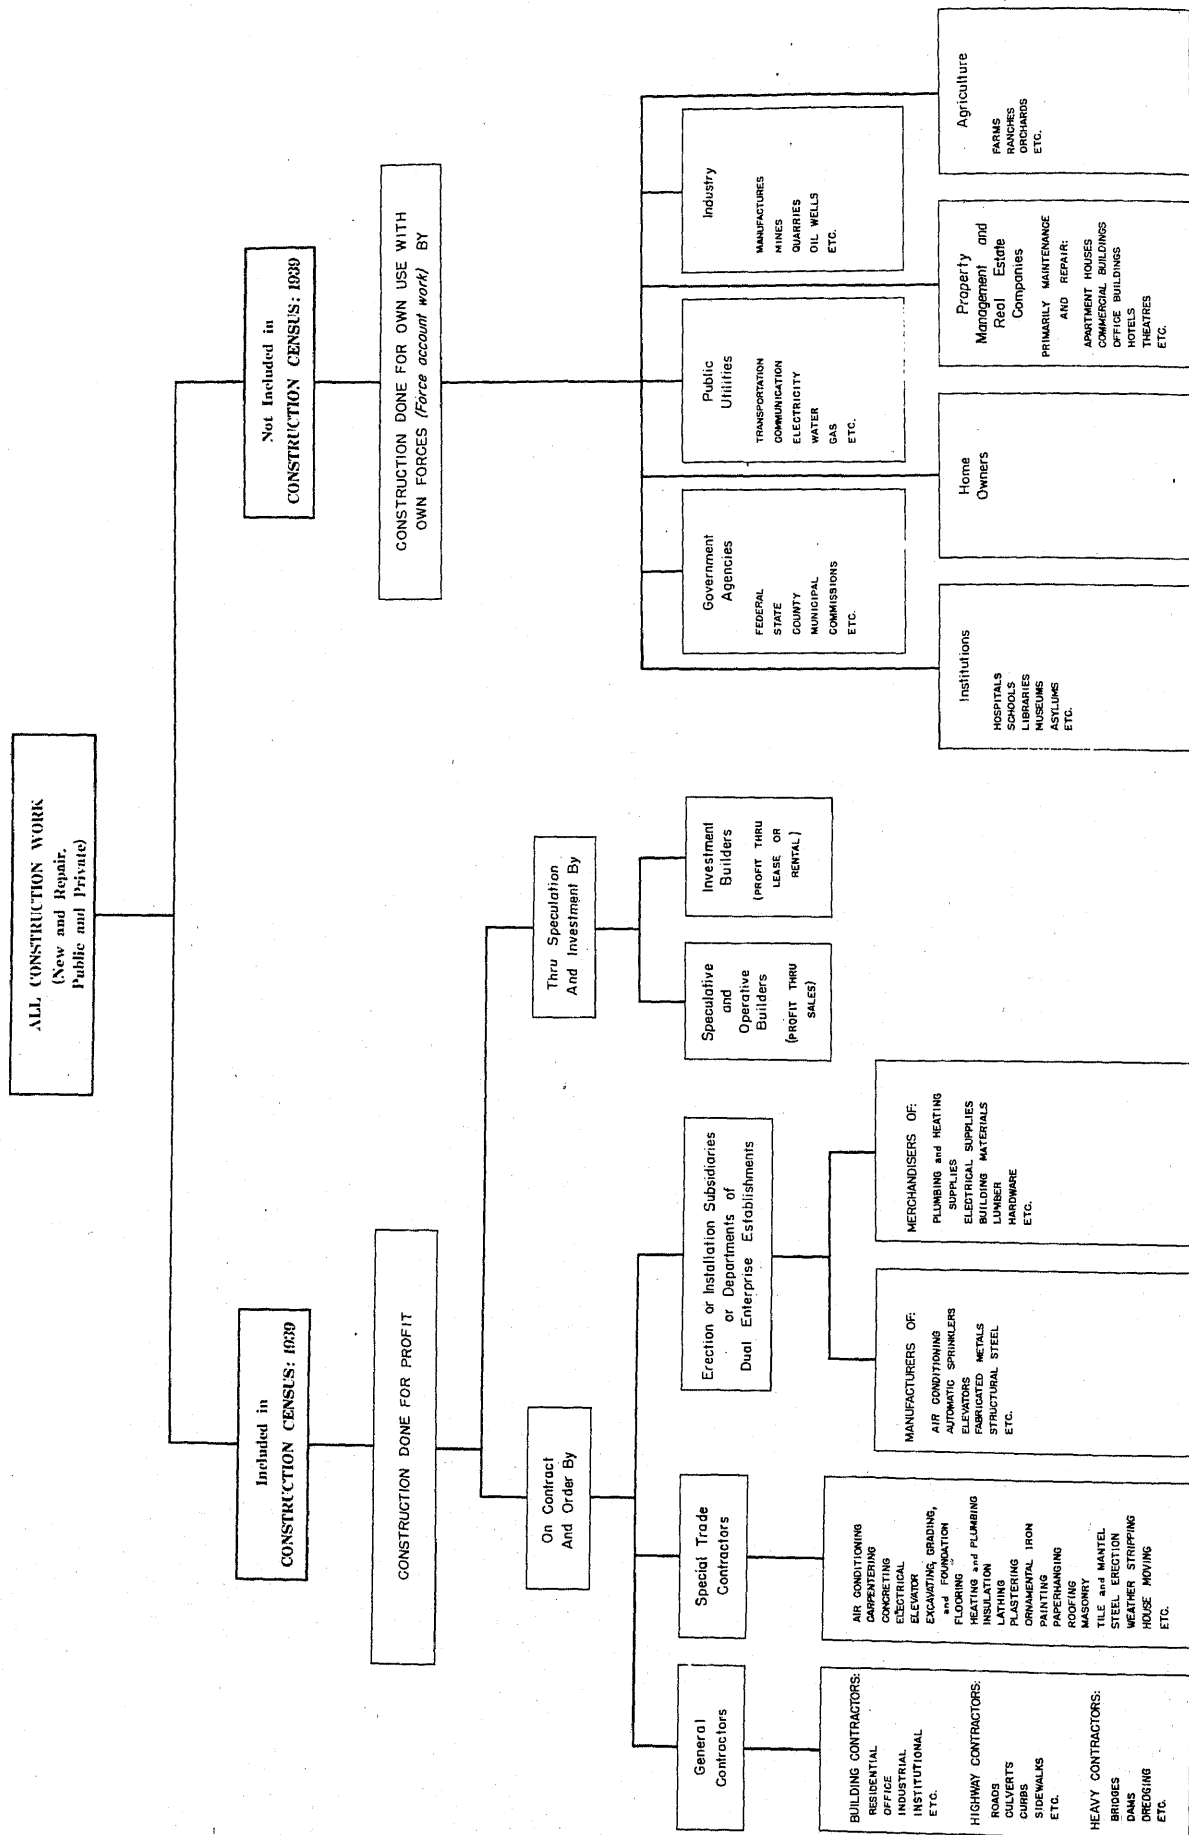 ALL CONSTRUCTION WORK
(New and Repair,
Public and Private)
Included in
CONSTRUCTION CENSUS: 1939
CONSTRUCTION DONE FOR PROFIT
On Contract
And Order By
General
Contractors
BUILDING CONTRACTORS:
RESIDENTIAL
OFFICE
INDUSTRIAL
INSTITUTIONAL
ETC.
HIGHWAY CONTRACTORS:
ROADS
CULVERTS
CURBS
SIDEWALKS
ETC.
HEAVY CONTRACTORS:
BRIDGES
DAMS
DREDGING
ETC.
Special Trade
Contractors
AIR CONDITIONING
CARPENTERING
CONCRETING
ELECTRICAL
ELEVATOR
EXCAVATING, GRADING,
and FOUNDATION
FLOORING
HEATING and PLUMBING
INSULATION
LATHING
PLASTERING
ORNAMENTAL IRON
PAINTING
PAPERHANGING
ROOFING
MASONRY
TILE and MANTEL
STEEL ERECTION
WEATHER STRIPPING
HOUSE MOVING
ETC.
Erection or Installation Subsidiaries
or Departments of
Dual Enterprise Establishments
MANUFACTURERS OF:
AIR CONDITIONING
AUTOMATIC SPRINKLERS
ELEVATORS
FABRICATED METALS
STRUCTURAL STEEL
ETC.
MERCHANDISERS OF:
PLUMBING and HEATING
SUPPLIES
ELECTRICAL SUPPLIES
BUILDING MATERIALS
LUMBER
HARDWARE
ETC.
Thru Speculation
And Investment By
Speculative
and
Operative
Builders
(PROFIT THRU
SALES)
Investment
Builders
(PROFIT THRU
LEASE OR
RENTAL)
Not Included in
CONSTRUCTION CENSUS: 1939
CONSTRUCTION DONE FOR OWN USE WITH
OWN FORCES (Force account work) BY
Government
Agencies
FEDERAL
STATE
COUNTY
MUNICIPAL
COMMISSIONS
ETC.
Public
Utilities
TRANSPORTATION
COMMUNICATION
ELECTRICITY
WATER
GAS
ETC.
Industry
MANUFACTURES
MINES
QUARRIES
OIL WELLS
ETC.
Institutions
HOSPITALS
SCHOOLS
LIBRARIES
MUSEUMS
ASYLUMS
ETC.
Home
Owners
Property
Management and
Real Estate
Companies
PRIMARILY MAINTENANCE
AND REPAIR:
APARTMENT HOUSES
COMMERCIAL BUILDINGS
OFFICE BUILDINGS
HOTELS
THEATRES
ETC.
Agriculture
FARMS
RANCHES
ORCHARDS
ETC.